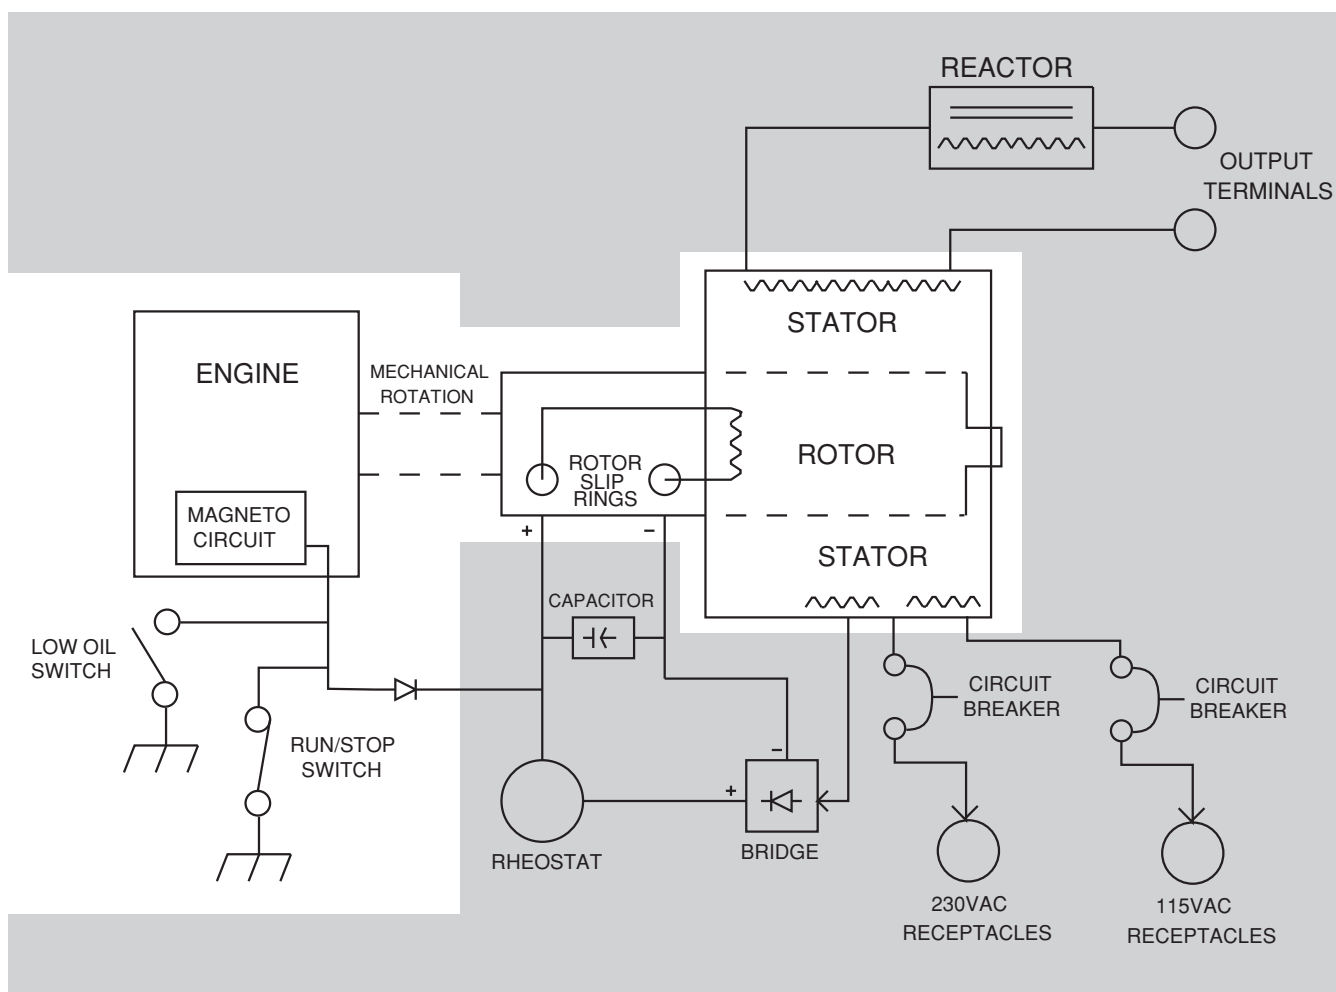 REACTOR
OUTPUT
TERMINALS
STATOR
ENGINE
MECHANICAL
ROTATION
ROTOR
ROTOR
SLIP
RINGS
MAGNETO
CIRCUIT
+
–
STATOR
CAPACITOR
LOW OIL
SWITCH
RUN/STOP
SWITCH
CIRCUIT
BREAKER
CIRCUIT
BREAKER
–
+
RHEOSTAT
BRIDGE
230VAC
RECEPTACLES
115VAC
RECEPTACLES